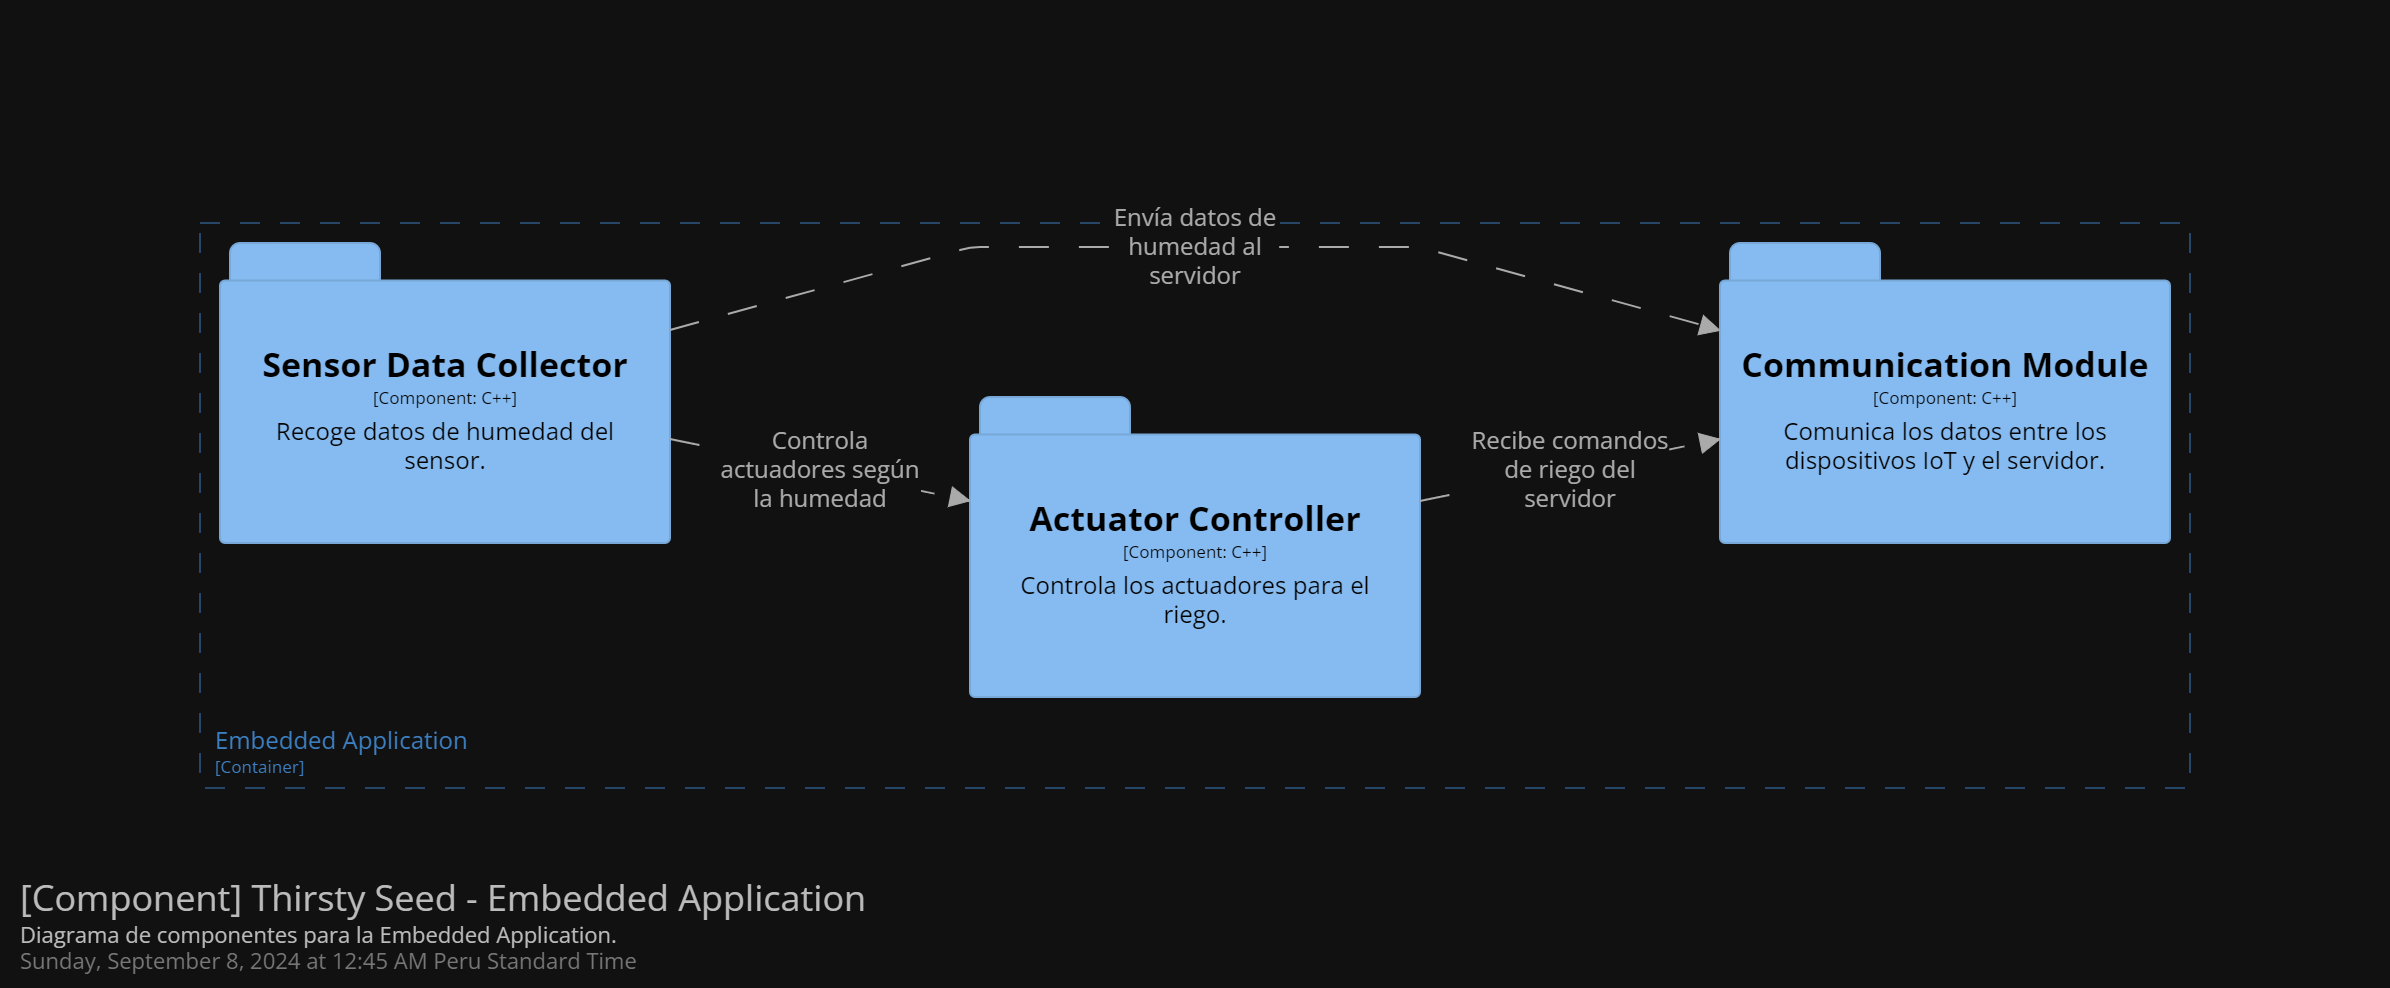 Envía datos de
humedad al
servidor
Sensor Data Collector
[Component: C++]
Recoge datos de humedad del
sensor.
Controla
actuadores según
la humedad
Actuator Controller
[Component: C++]
Controla los actuadores para el
riego.
Recibe comandos
de riego del
servidor
Communication Module
[Component: C++]
Comunica los datos entre los
dispositivos IoT y el servidor.
Embedded Application
[Container]
[Component] Thirsty Seed - Embedded Application
Diagrama de componentes para la Embedded Application.
Sunday, September 8, 2024 at 12:45 AM Peru Standard Time